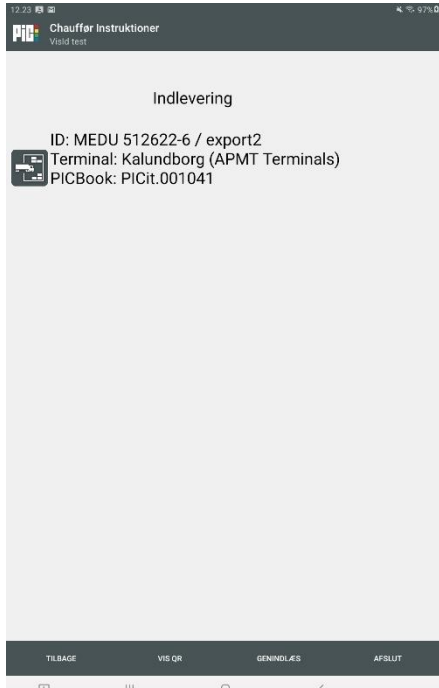 12.23 97%
PiC
Chauffør Instruktioner
VisId test
Indlevering
ID: MEDU 512622-6 / export2
Terminal: Kalundborg (APMT Terminals)
PICBook: PICit.001041
TILBAGE VIS QR GENINDLÆS AFSLUT